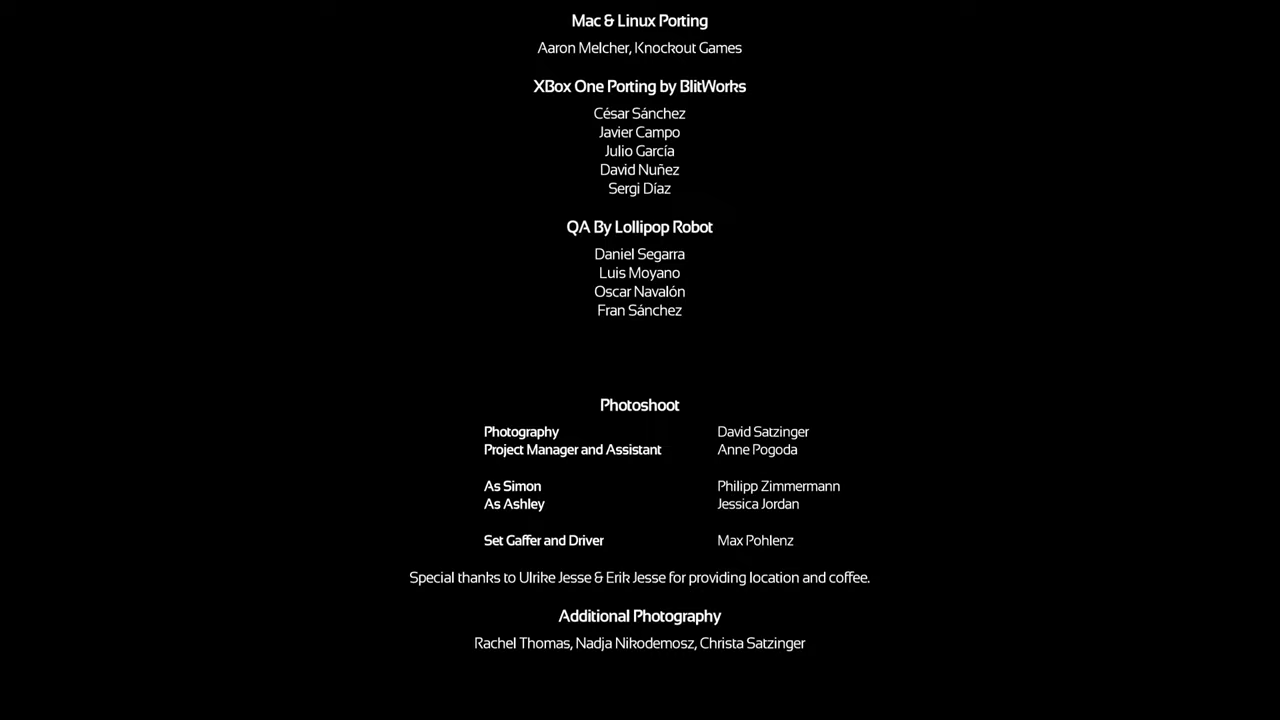 Mac & Linux Porting
Aaron Melcher, Knockout Games
XBox One Porting by BlitWorks
César Sánchez
Javier Campo
Julio García
David Nuñez
Sergi Díaz
QA By Lollipop Robot
Daniel Segarra
Luis Moyano
Oscar Navalón
Fran Sánchez
Photoshoot
Photography David Satzinger
Project Manager and Assistant Anne Pogoda
As Simon Philipp Zimmermann
As Ashley Jessica Jordan
Set Gaffer and Driver Max Pohlenz
Special thanks to Ulrike Jesse & Erik Jesse for providing location and coffee.
Additional Photography
Rachel Thomas, Nadja Nikodemosz, Christa Satzinger